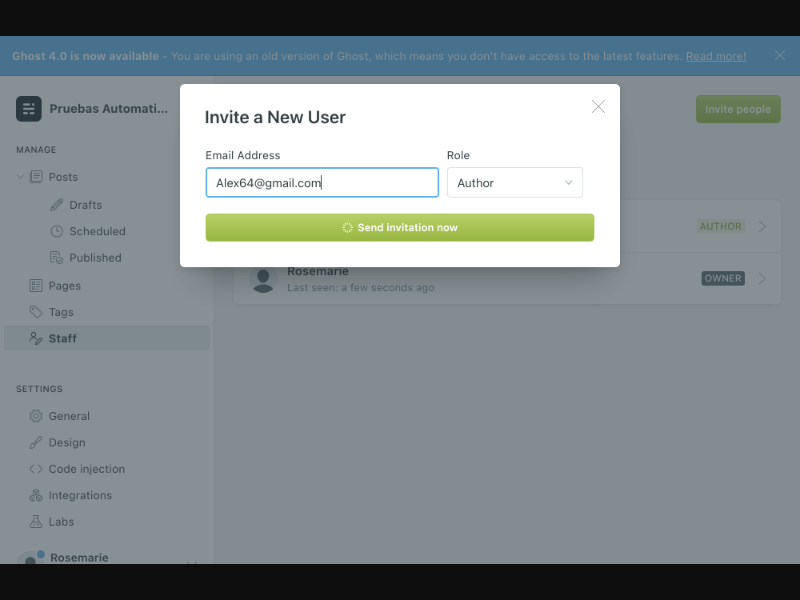 Ghost 4.0 is now available - You are using an old version of Ghost, which means you don't have access to the latest features. Read more!
Pruebas Automati...
Invite people
Invite a New User
Email Address
Role
Alex64@gmail.com
Author
Send invitation now
MANAGE
Posts
Drafts
Scheduled
Published
Pages
Tags
Staff
AUTHOR
Rosemarie
Last seen: a few seconds ago
OWNER
SETTINGS
General
Design
Code injection
Integrations
Labs
Rosemarie